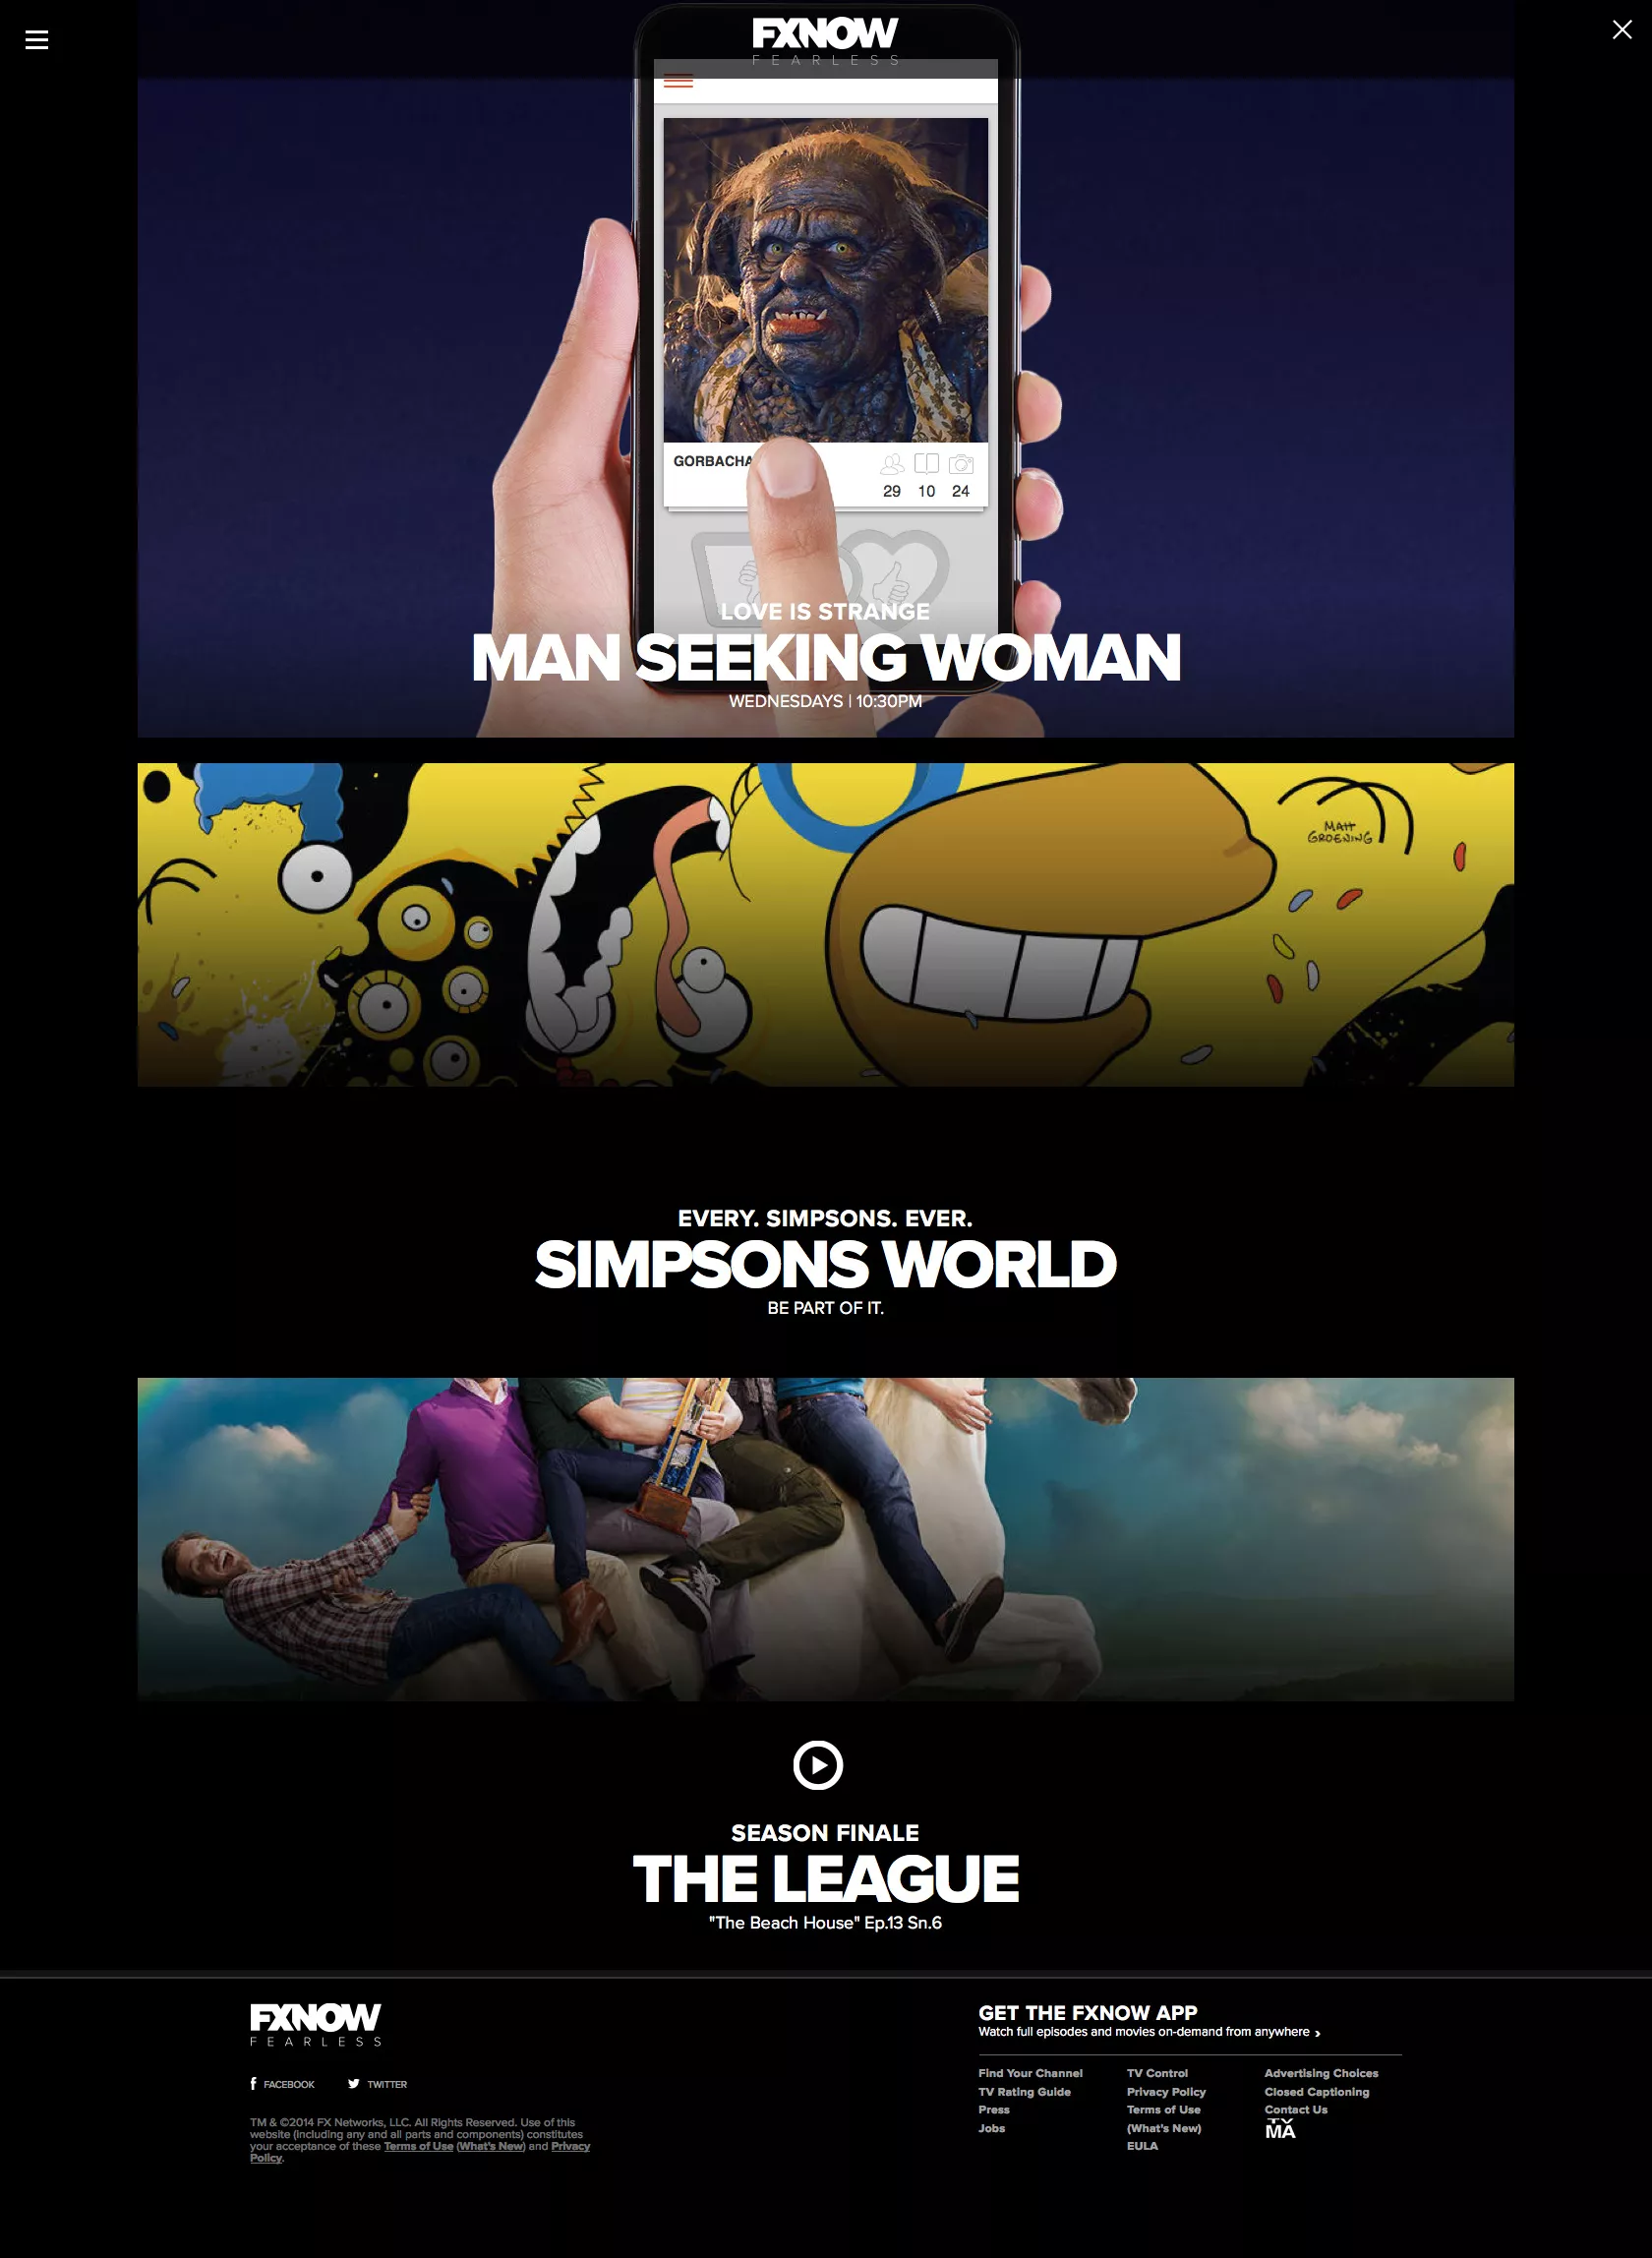 FXNOW
FEARLESS
GORBACHA
29 10 24
LOVE IS STRANGE
MAN SEEKING WOMAN
WEDNESDAYS | 10:30PM
MATT
GROENING
EVERY. SIMPSONS. EVER.
SIMPSONS WORLD
BE PART OF IT.
SEASON FINALE
THE LEAGUE
"The Beach House" Ep.13 Sn.6
FXNOW
FEARLESS
FACEBOOK
TWITTER
TM & ©2014 FX Networks, LLC. All Rights Reserved. Use of this
website (including any and all parts and components) constitutes
your acceptance of these Terms of Use (What's New) and Privacy
Policy.
GET THE FXNOW APP
Watch full episodes and movies on-demand from anywhere ›
Find Your Channel
TV Rating Guide
Press
Jobs
TV Control
Privacy Policy
Terms of Use
(What's New)
EULA
Advertising Choices
Closed Captioning
Contact Us
TV
MA